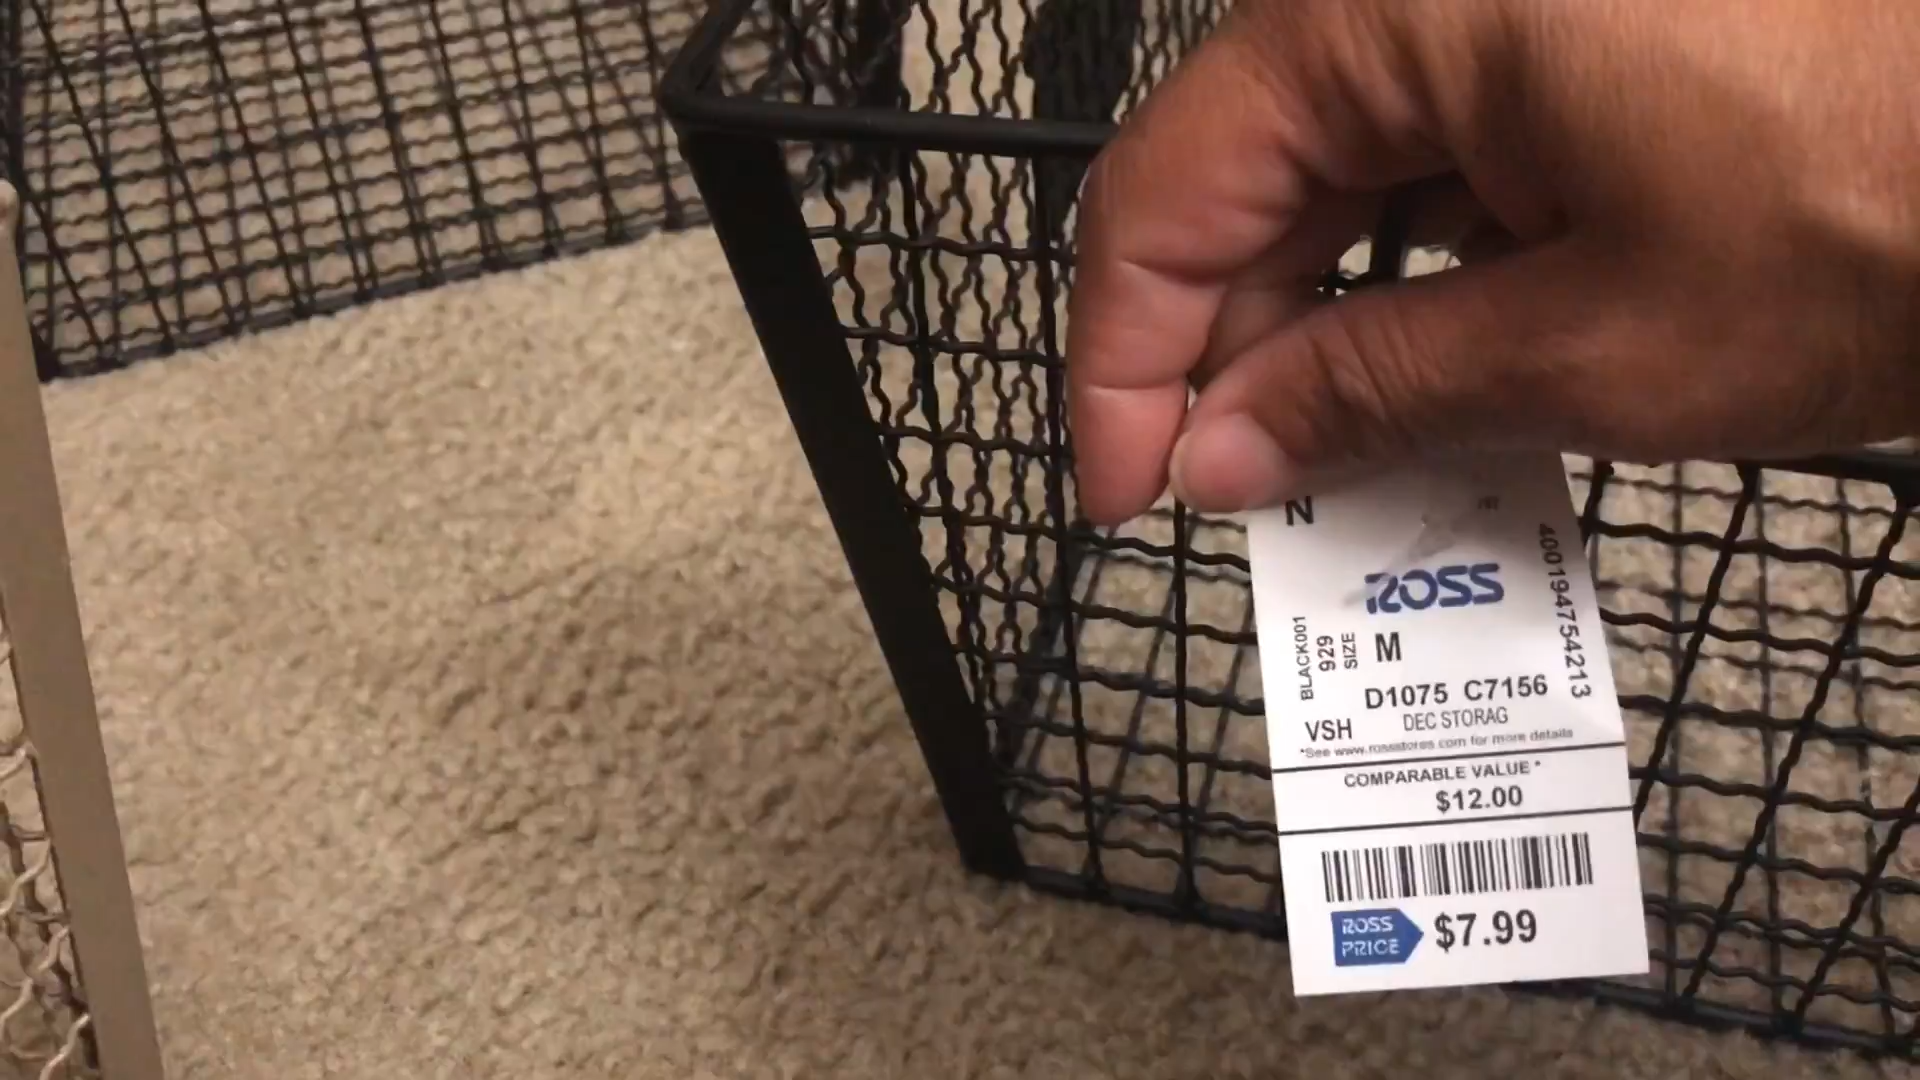 N
ROSS
BLACK001
929
SIZE
M
400194754213
D1075 C7156
VSH
DEC STORAG
*See www.rossstores.com for more details
COMPARABLE VALUE *
$12.00
ROSS
PRICE
$7.99